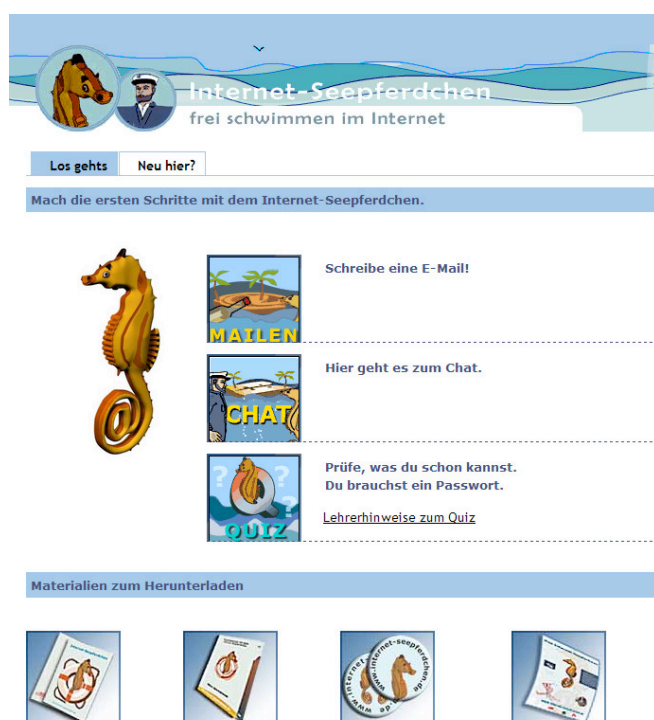 Internet-Seepferdchen
frei schwimmen im Internet
Los gehts
Neu hier?
Mach die ersten Schritte mit dem Internet-Seepferdchen.
MAILEN
Schreibe eine E-Mail!
CHAT
Hier geht es zum Chat.
? ? ?
QUIZ
Prüfe, was du schon kannst.
Du brauchst ein Passwort.
Lehrerhinweise zum Quiz
Materialien zum Herunterladen
Internet-Seepferdchen
www.internet-seepferdchen.de